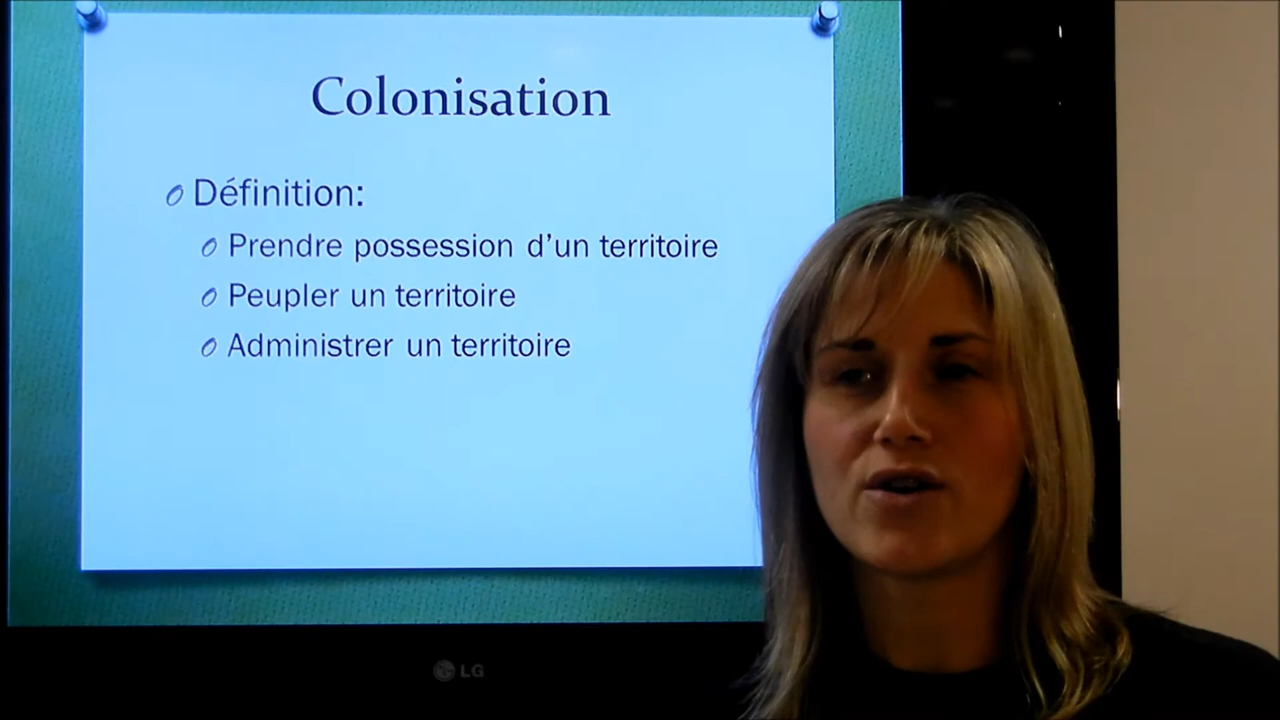 Colonisation
Définition:
Prendre possession d’un territoire
Peupler un territoire
Administrer un territoire
LG